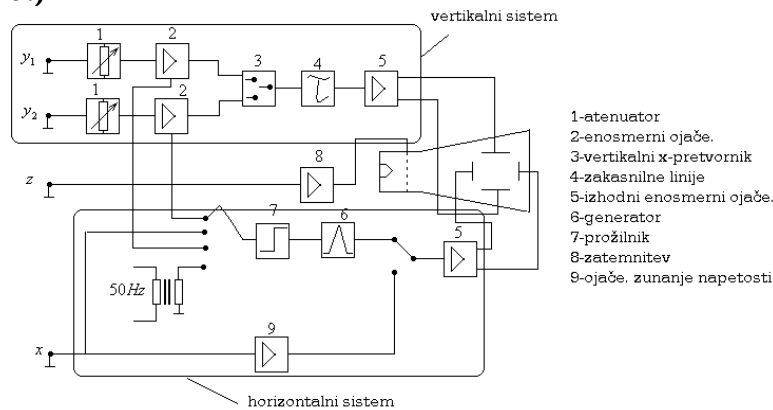 vertikalni sistem
y1
1
2
3
4
5
y2
1
2
z
8
7
6
5
50Hz
9
x
horizontalni sistem
1-atenuator
2-enosmerni ojače.
3-vertikalni x-pretvornik
4-zakasnilne linije
5-izhodni enosmerni ojače.
6-generator
7-prožilnik
8-zatemnitev
9-ojače. zunanje napetosti